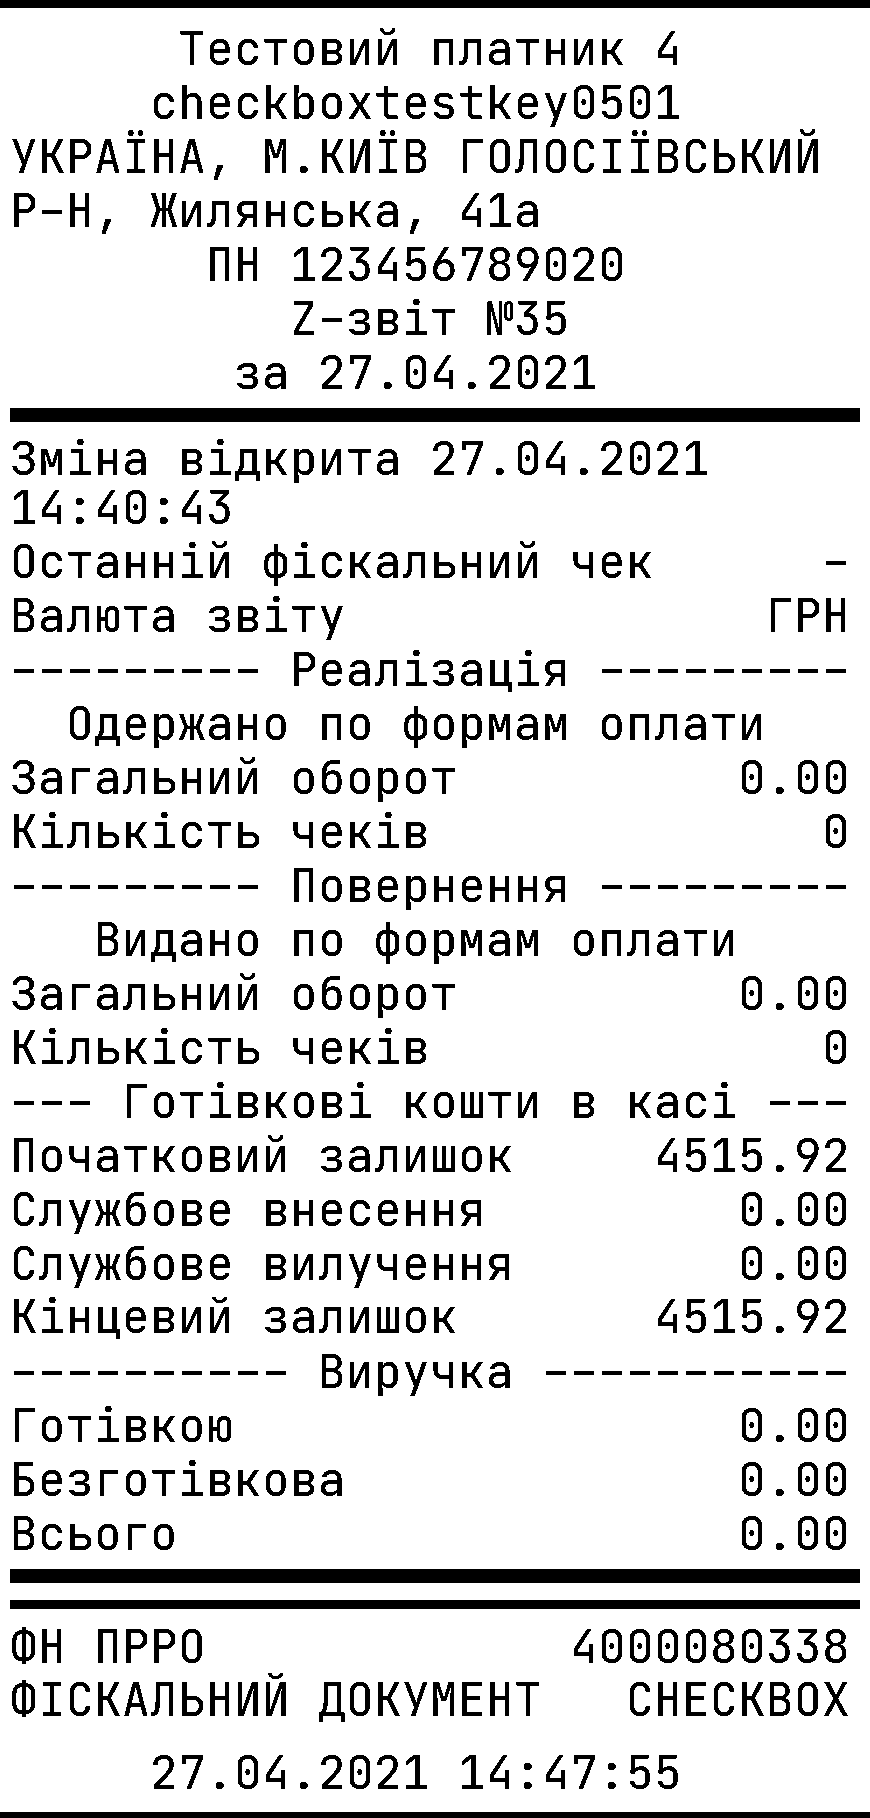 Тестовий платник 4
checkboxtestkey0501
УКРАЇНА, М.КИЇВ ГОЛОСІЇВСЬКИЙ
Р-Н, Жилянська, 41а
ПН 123456789020
Z-звіт №35
за 27.04.2021
Зміна відкрита 27.04.2021
14:40:43
Останній фіскальний чек -
Валюта звіту ГРН
--------- Реалізація ---------
Одержано по формам оплати
Загальний оборот 0.00
Кількість чеків 0
--------- Повернення ---------
Видано по формам оплати
Загальний оборот 0.00
Кількість чеків 0
--- Готівкові кошти в касі ---
Початковий залишок 4515.92
Службове внесення 0.00
Службове вилучення 0.00
Кінцевий залишок 4515.92
---------- Виручка -----------
Готівкою 0.00
Безготівкова 0.00
Всього 0.00
ФН ПРРО 4000080338
ФІСКАЛЬНИЙ ДОКУМЕНТ CHECKBOX
27.04.2021 14:47:55